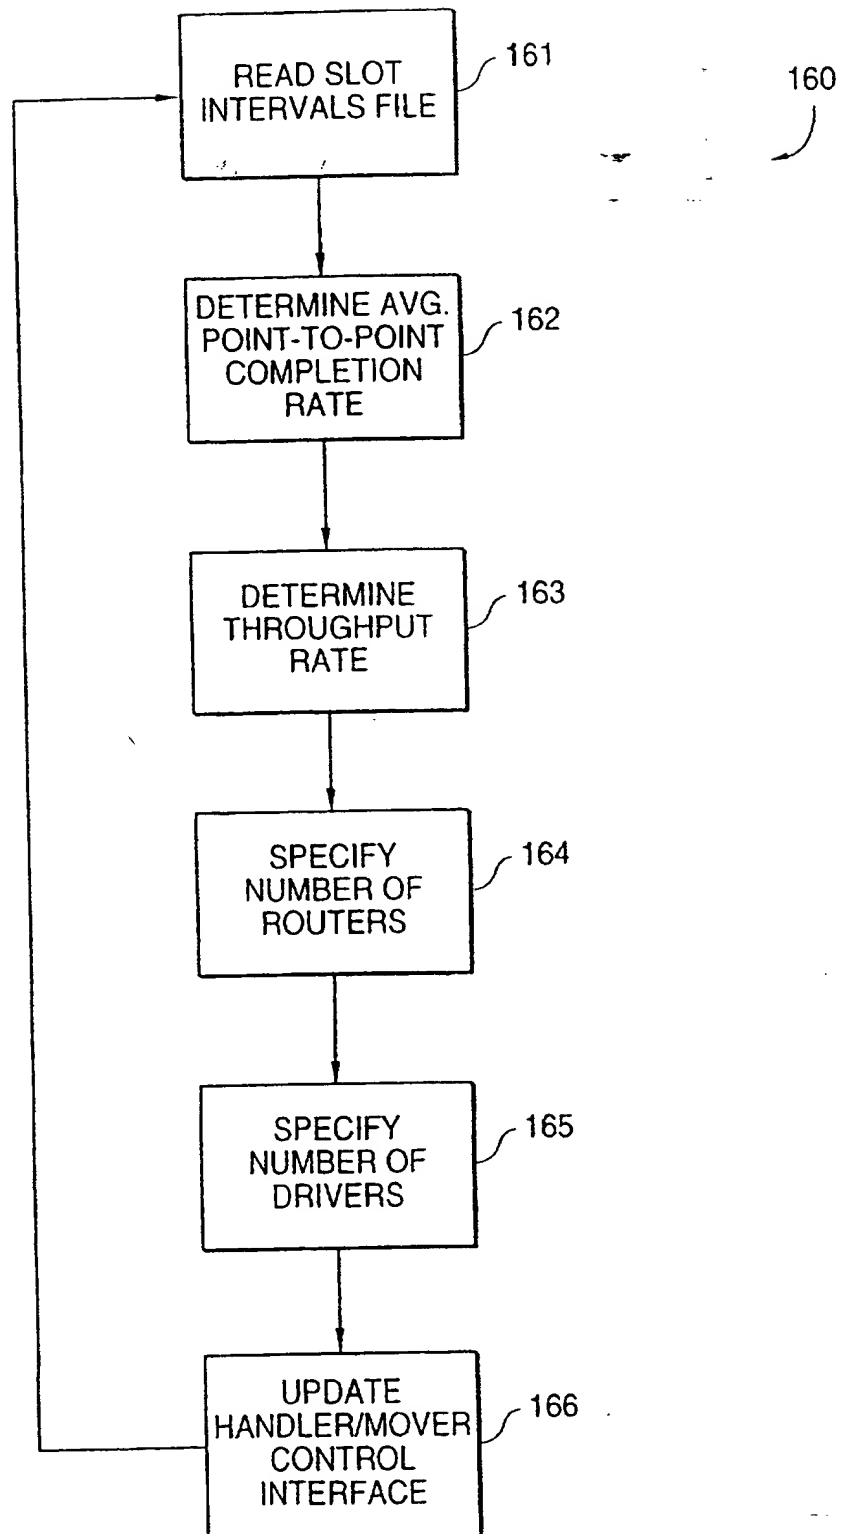 READ SLOT
INTERVALS FILE
161
160
DETERMINE AVG.
POINT-TO-POINT
COMPLETION
RATE
162
DETERMINE
THROUGHPUT
RATE
163
SPECIFY
NUMBER OF
ROUTERS
164
SPECIFY
NUMBER OF
DRIVERS
165
UPDATE
HANDLER/MOVER
CONTROL
INTERFACE
166